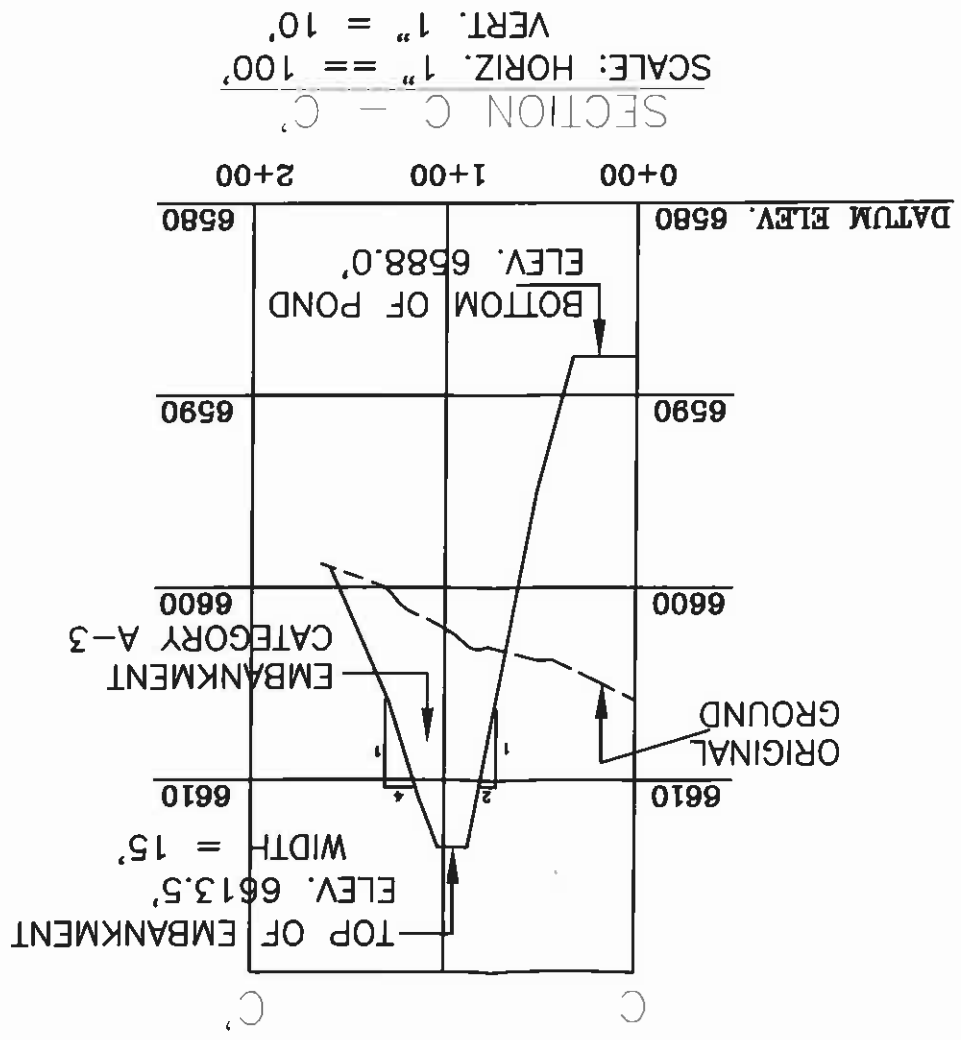 C
C'
TOP OF EMBANKMENT
ELEV. 6613.5'
WIDTH = 15'
6610
6610
2
4
1
1
ORIGINAL
GROUND
EMBANKMENT
CATEGORY A-3
6600
6600
6590
6590
BOTTOM OF POND
ELEV. 6588.0'
DATUM ELEV. 6580
6580
0+00
1+00
2+00
SECTION C - C'
SCALE: HORIZ. 1" == 100'
VERT. 1" = 10'